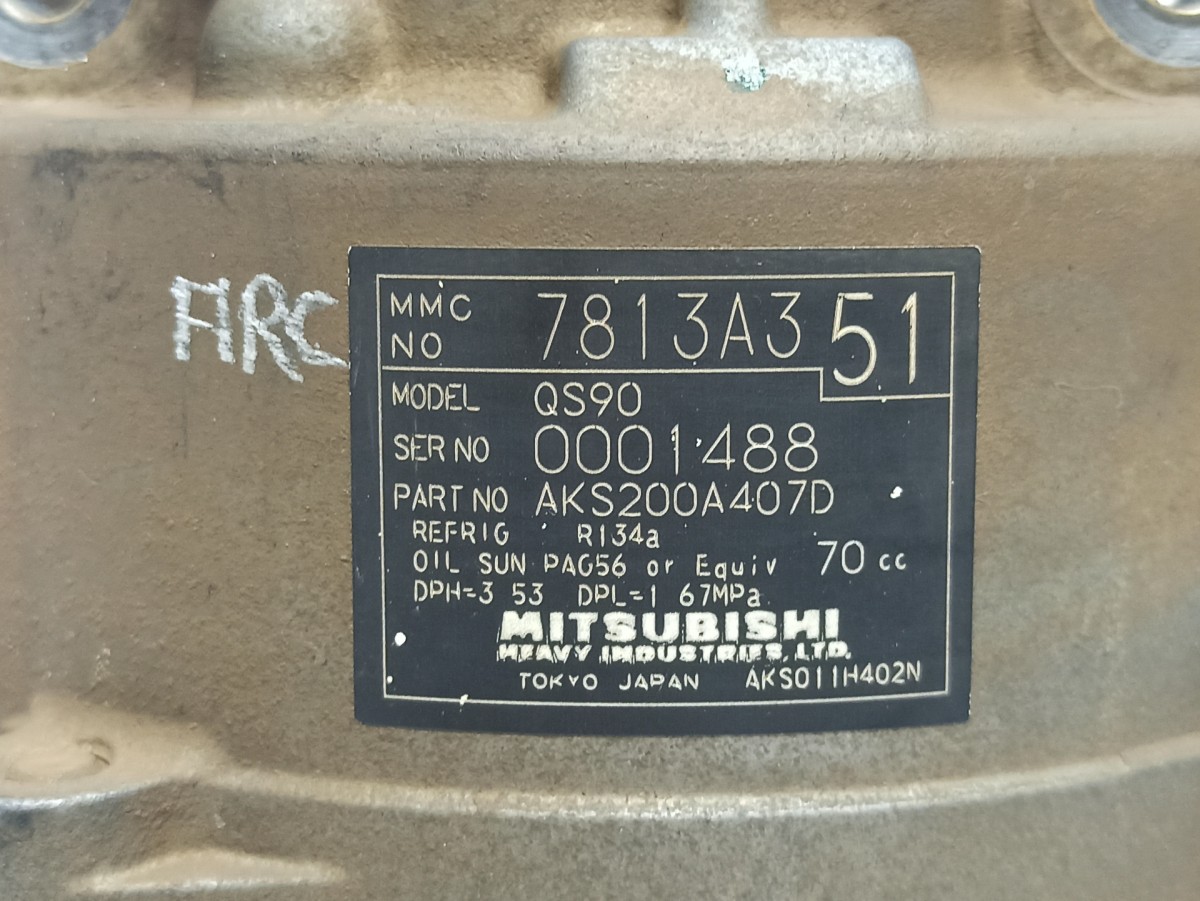 ARC
MMC NO 7813A351
MODEL QS90
SER NO 0001488
PART NO AKS200A407D
REFRIG R134a
OIL SUN PAG56 or Equiv 70 cc
DPH=3 53 DPL=1 67MPa
MITSUBISHI
HEAVY INDUSTRIES, LTD.
TOKYO JAPAN AKS011H402N